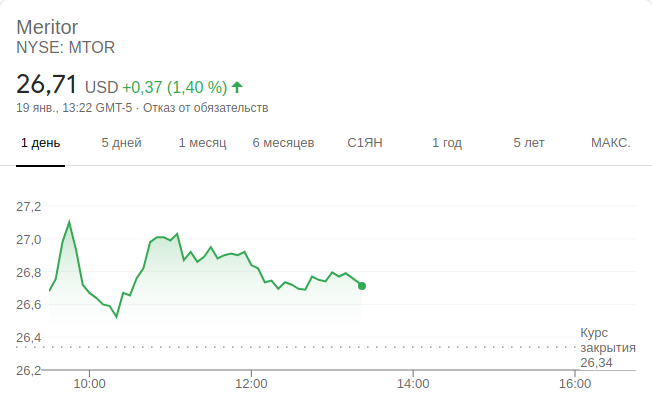 Meritor
NYSE: MTOR
26,71 USD +0,37 (1,40 %)
19 янв., 13:22 GMT-5 · Отказ от обязательств
1 день 5 дней 1 месяц 6 месяцев С1ЯН 1 год 5 лет МАКС.
27,2
27,0
26,8
26,6
26,4
26,2
Курс
закрытия
26,34
10:00 12:00 14:00 16:00